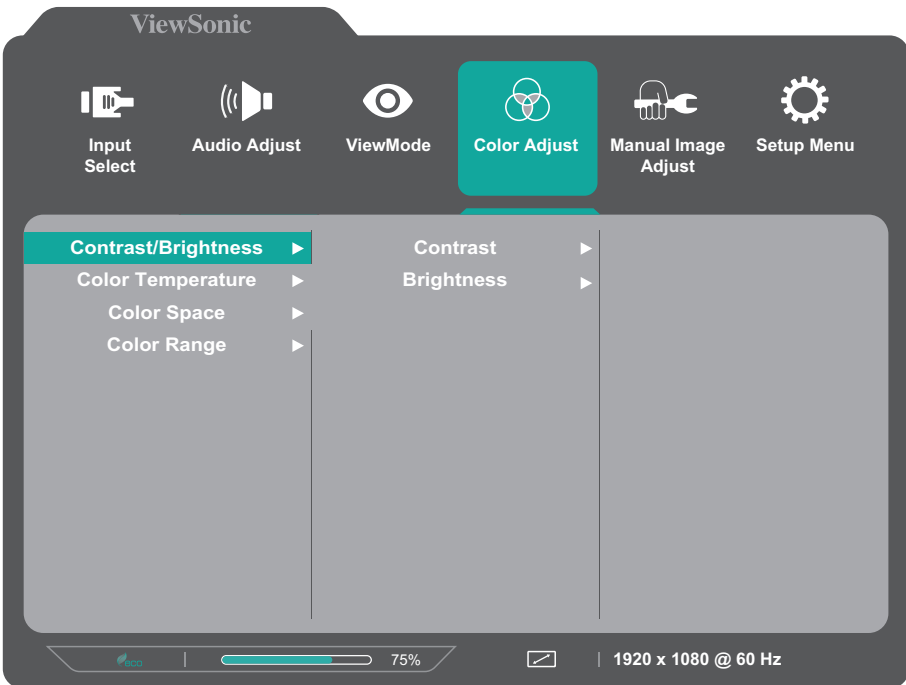 ViewSonic
Input
Select
Audio Adjust
ViewMode
Color Adjust
Manual Image
Adjust
Setup Menu
Contrast/Brightness
Contrast
Color Temperature
Brightness
Color Space
Color Range
eco
75%
1920 x 1080 @ 60 Hz